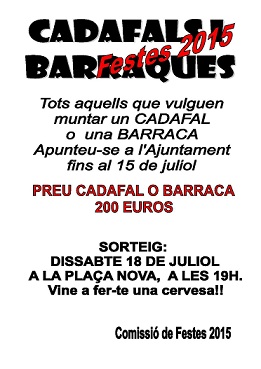 CADAFALS I
Festes 2015
BARRAQUES
Tots aquells que vulguen
muntar un CADAFAL
o una BARRACA
Apunteu-se a l'Ajuntament
fins al 15 de juliol
PREU CADAFAL O BARRACA
200 EUROS
SORTEIG:
DISSABTE 18 DE JULIOL
A LA PLAÇA NOVA, A LES 19H.
Vine a fer-te una cervesa!!
Comissió de Festes 2015